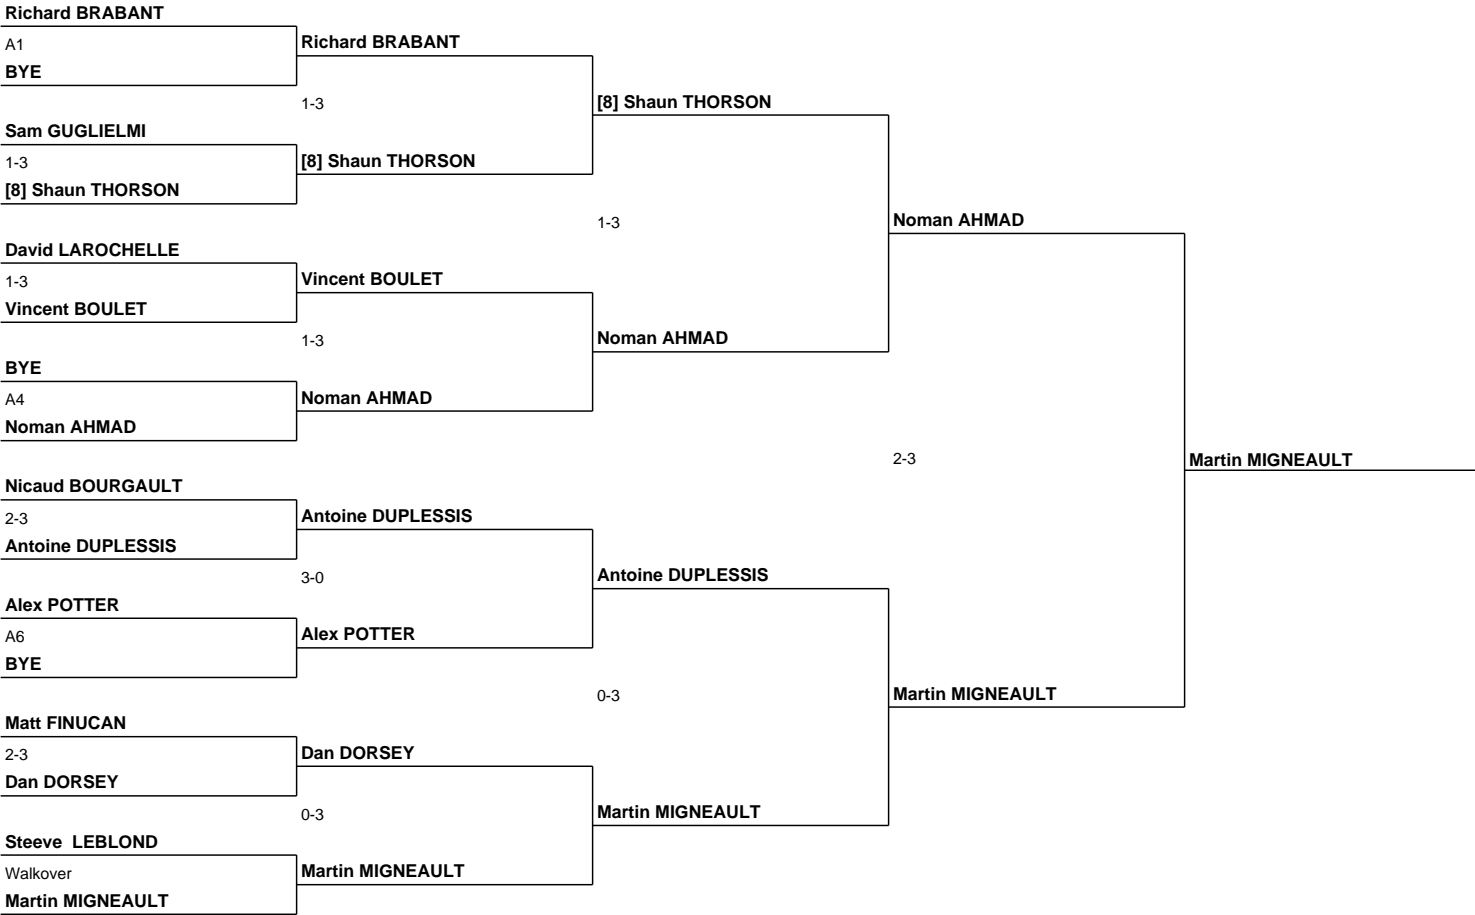 Richard BRABANT
A1
BYE
Richard BRABANT
1-3
[8] Shaun THORSON
Sam GUGLIELMI
1-3
[8] Shaun THORSON
[8] Shaun THORSON
1-3
Noman AHMAD
David LAROCHELLE
1-3
Vincent BOULET
Vincent BOULET
1-3
Noman AHMAD
BYE
A4
Noman AHMAD
Noman AHMAD
2-3
Martin MIGNEAULT
Nicaud BOURGAULT
2-3
Antoine DUPLESSIS
Antoine DUPLESSIS
3-0
Antoine DUPLESSIS
Alex POTTER
A6
BYE
Alex POTTER
0-3
Martin MIGNEAULT
Matt FINUCAN
2-3
Dan DORSEY
Dan DORSEY
0-3
Martin MIGNEAULT
Steeve  LEBLOND
Walkover
Martin MIGNEAULT
Martin MIGNEAULT